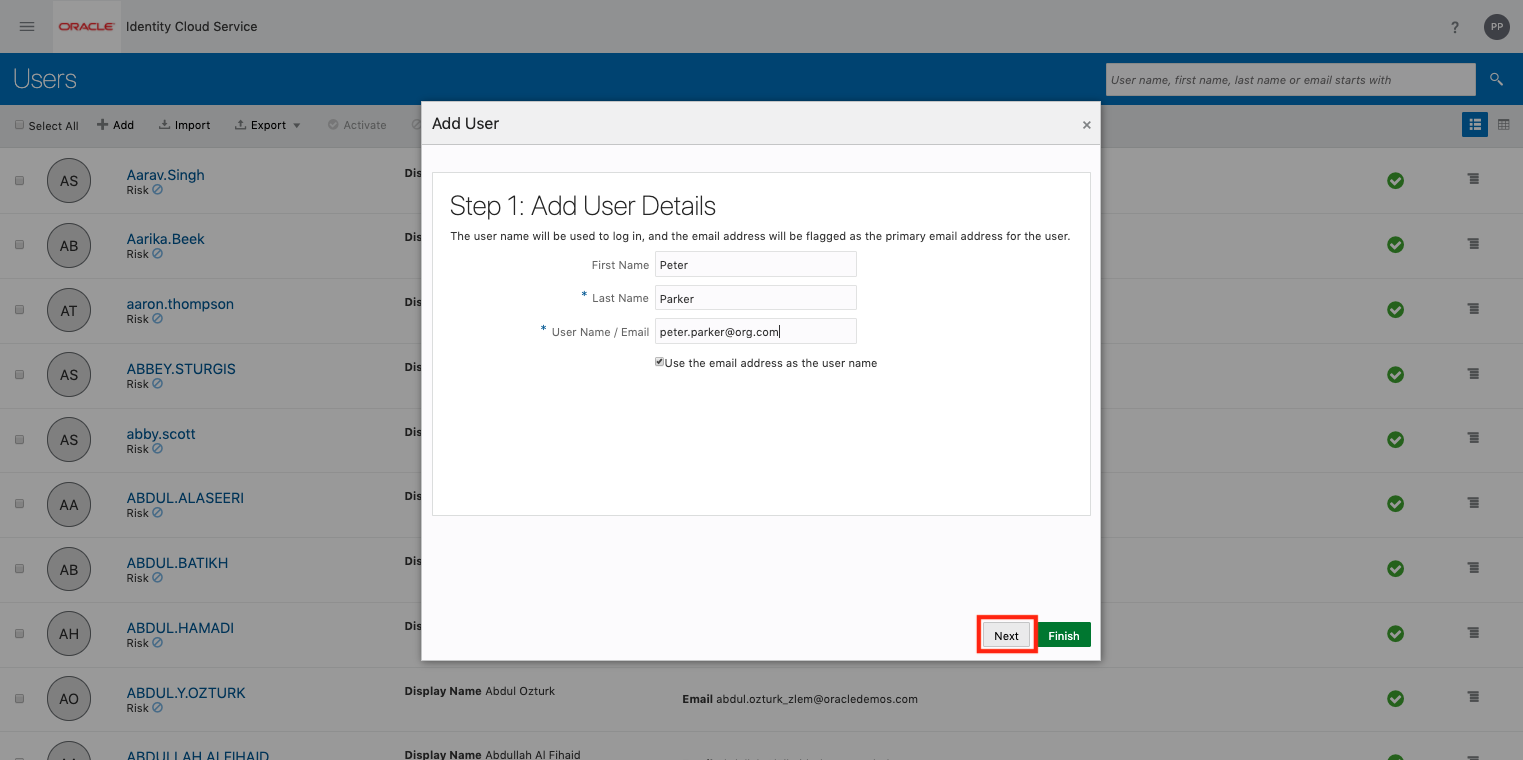 ORACLE Identity Cloud Service ? PP
Users User name, first name, last name or email starts with
Select All Add Import Export Activate
Add User ×
Step 1: Add User Details
The user name will be used to log in, and the email address will be flagged as the primary email address for the user.
First Name Peter
* Last Name Parker
* User Name / Email peter.parker@org.com
Use the email address as the user name
Next Finish
AS Aarav.Singh Dis
Risk
AB Aarika.Beek Dis
Risk
AT aaron.thompson Dis
Risk
AS ABBEY.STURGIS Dis
Risk
AS abby.scott Dis
Risk
AA ABDUL.ALASEERI Dis
Risk
AB ABDUL.BATIKH Dis
Risk
AH ABDUL.HAMADI Dis
Risk
AO ABDUL.Y.OZTURK Display Name Abdul Ozturk Email abdul.ozturk_zlem@oracledemos.com
Risk
ABDULLAH.ALFIHAID Display Name Abdullah Al Fihaid